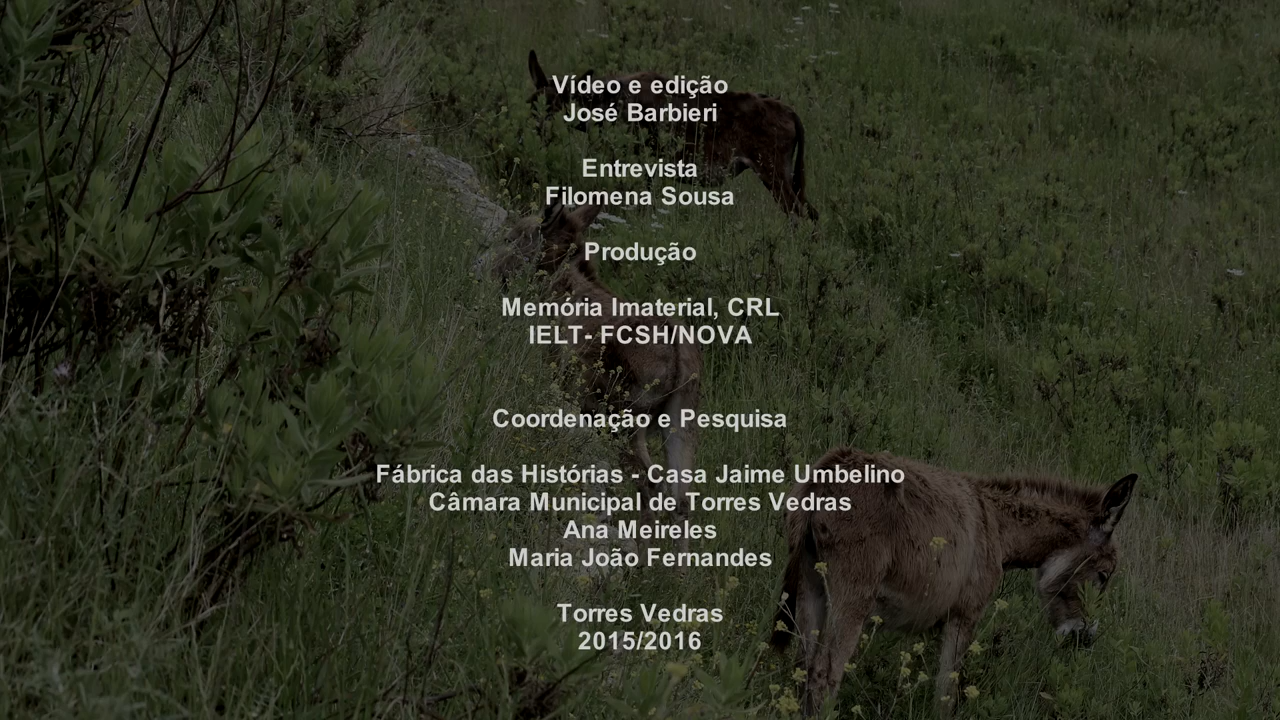 Vídeo e edição
José Barbieri
Entrevista
Filomena Sousa
Produção
Memória Imaterial, CRL
IELT- FCSH/NOVA
Coordenação e Pesquisa
Fábrica das Histórias - Casa Jaime Umbelino
Câmara Municipal de Torres Vedras
Ana Meireles
Maria João Fernandes
Torres Vedras
2015/2016